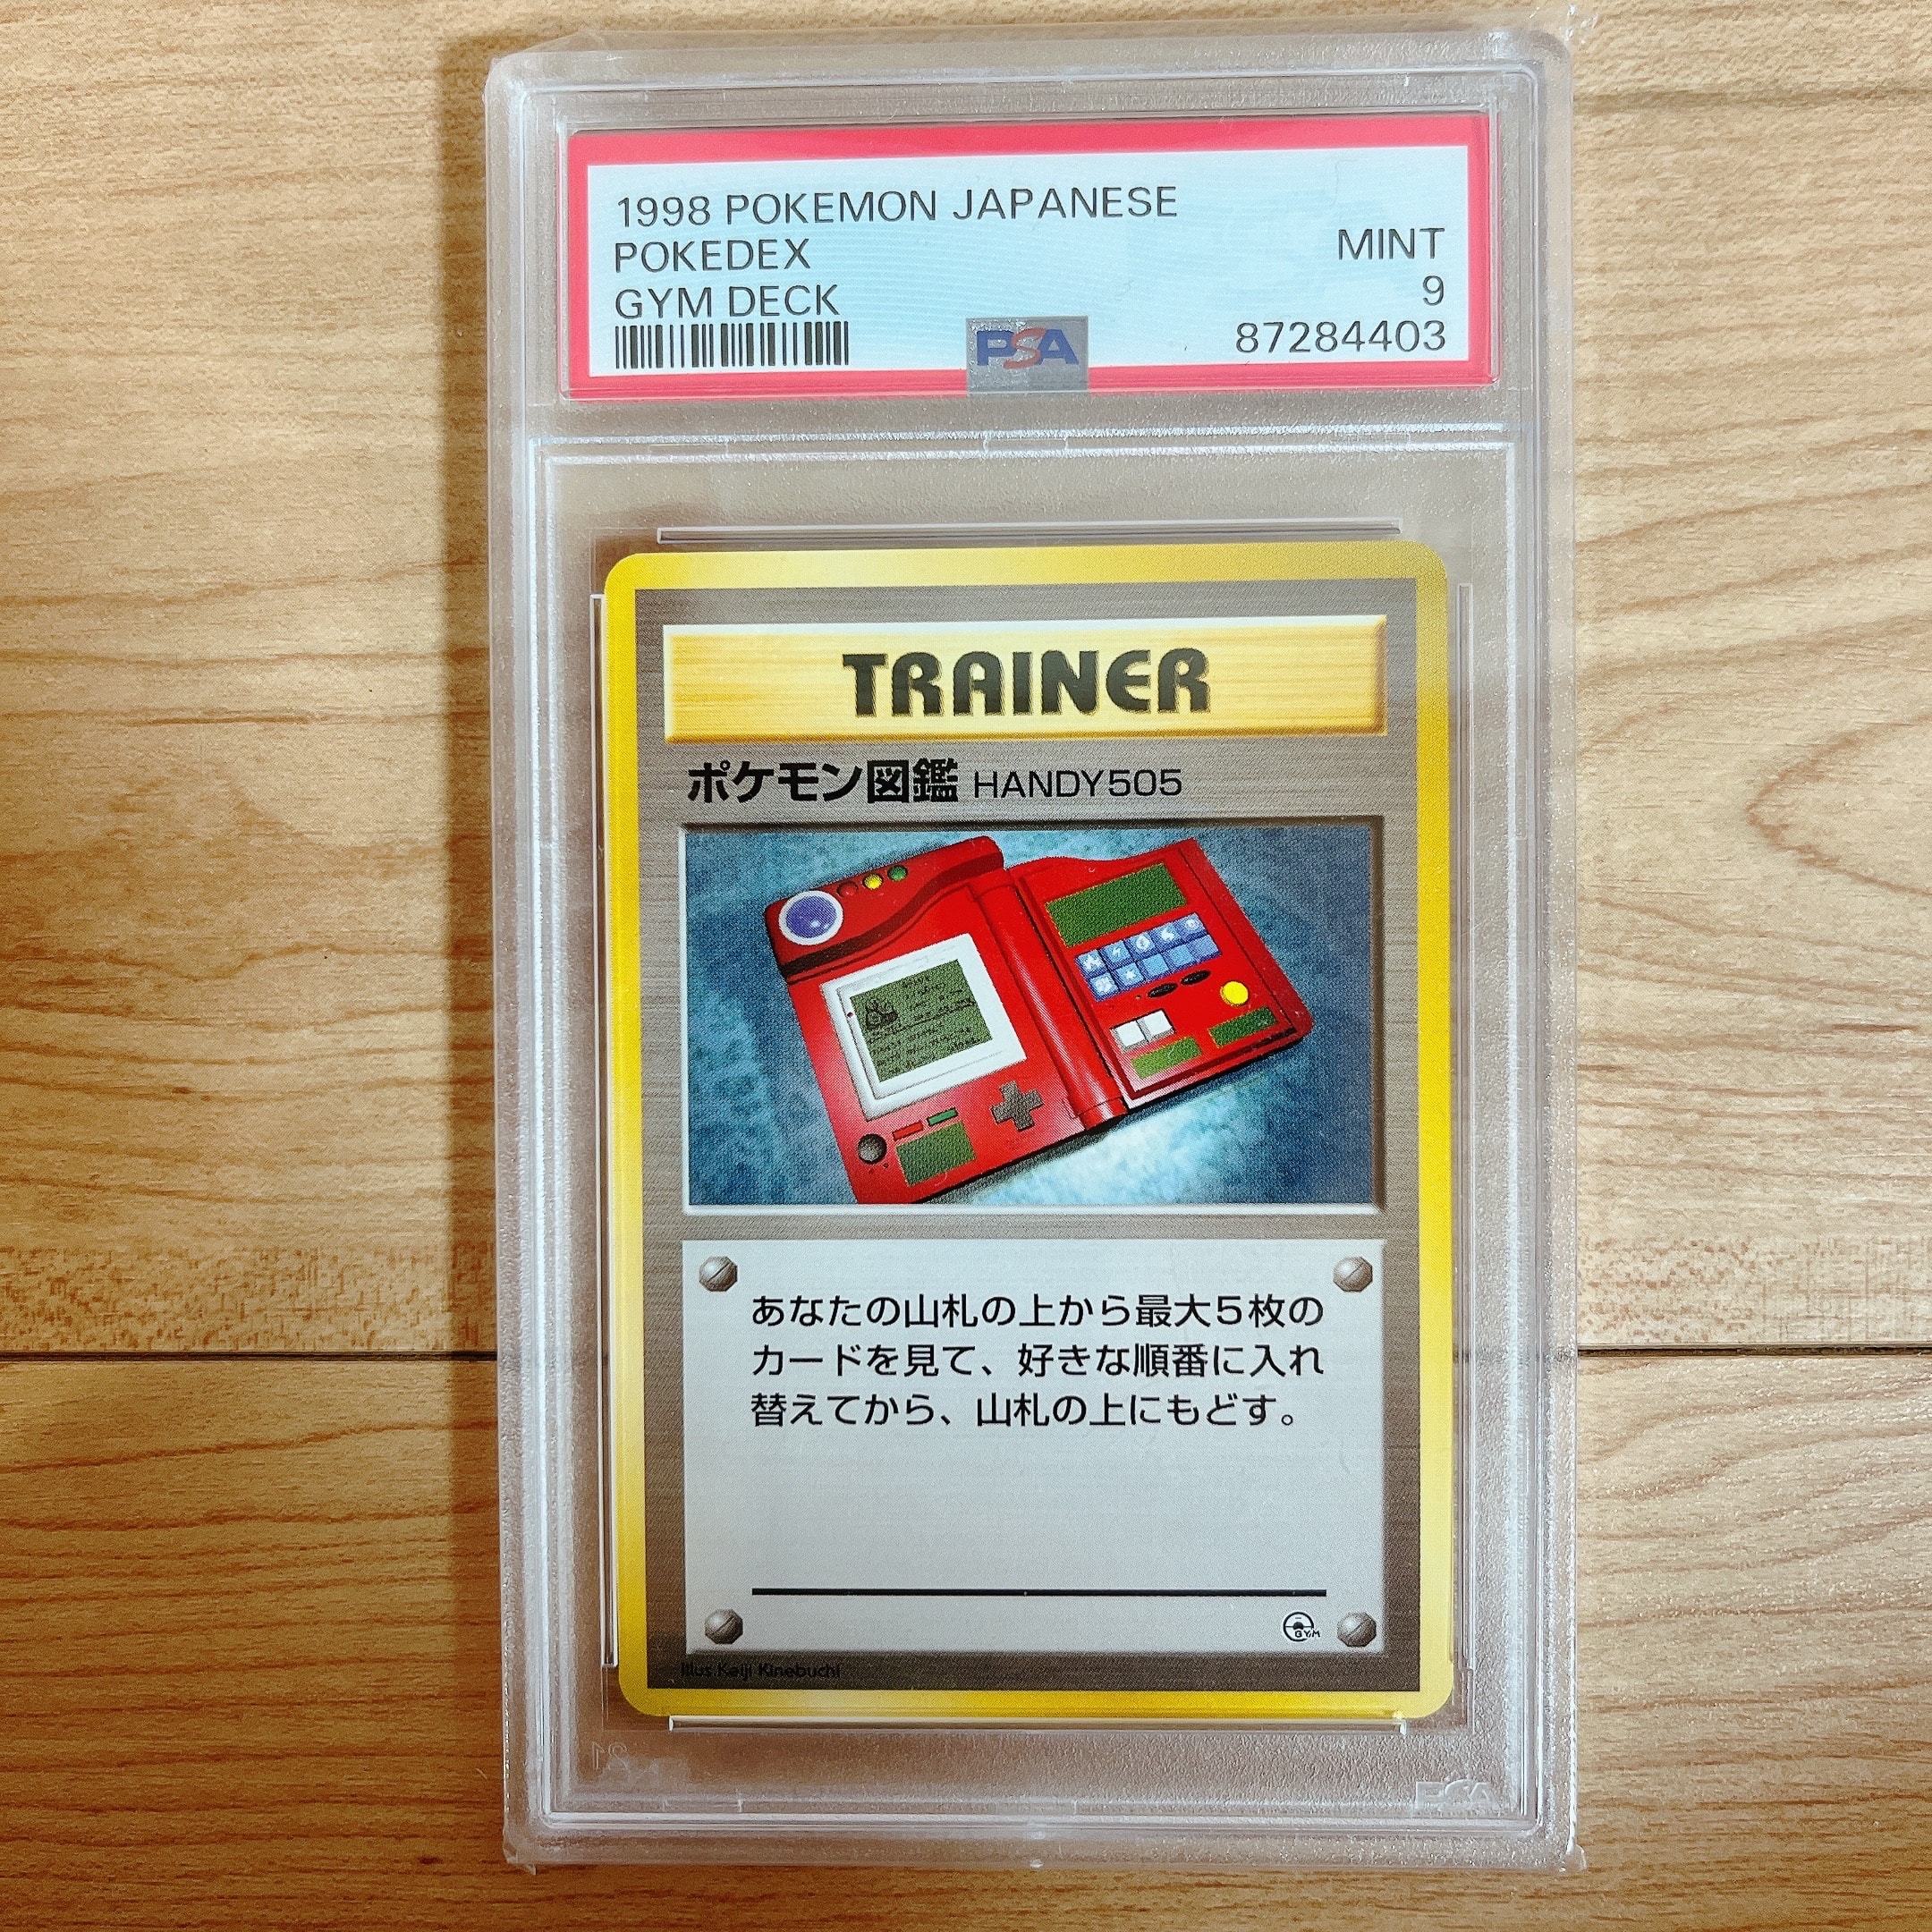 1998 POKEMON JAPANESE
POKEDEX
GYM DECK
MINT
9
87284403
PSA
TRAINER
ポケモン図鑑 HANDY505
あなたの山札の上から最大5枚の
カードを見て、好きな順番に入れ
替えてから、山札の上にもどす。
GYM
Illus. Keiji Kinebuchi
PSA